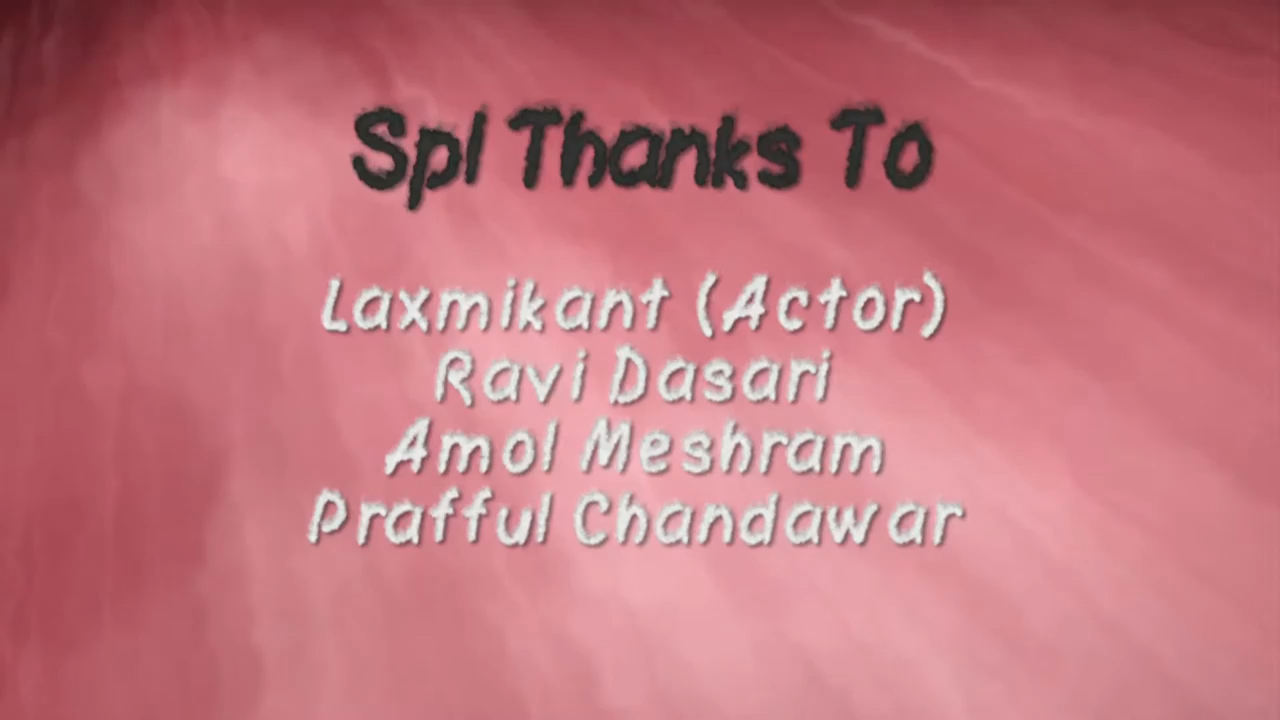 Spl Thanks To
Laxmikant (Actor)
Ravi Dasari
Amol Meshram
Prafful Chandawar